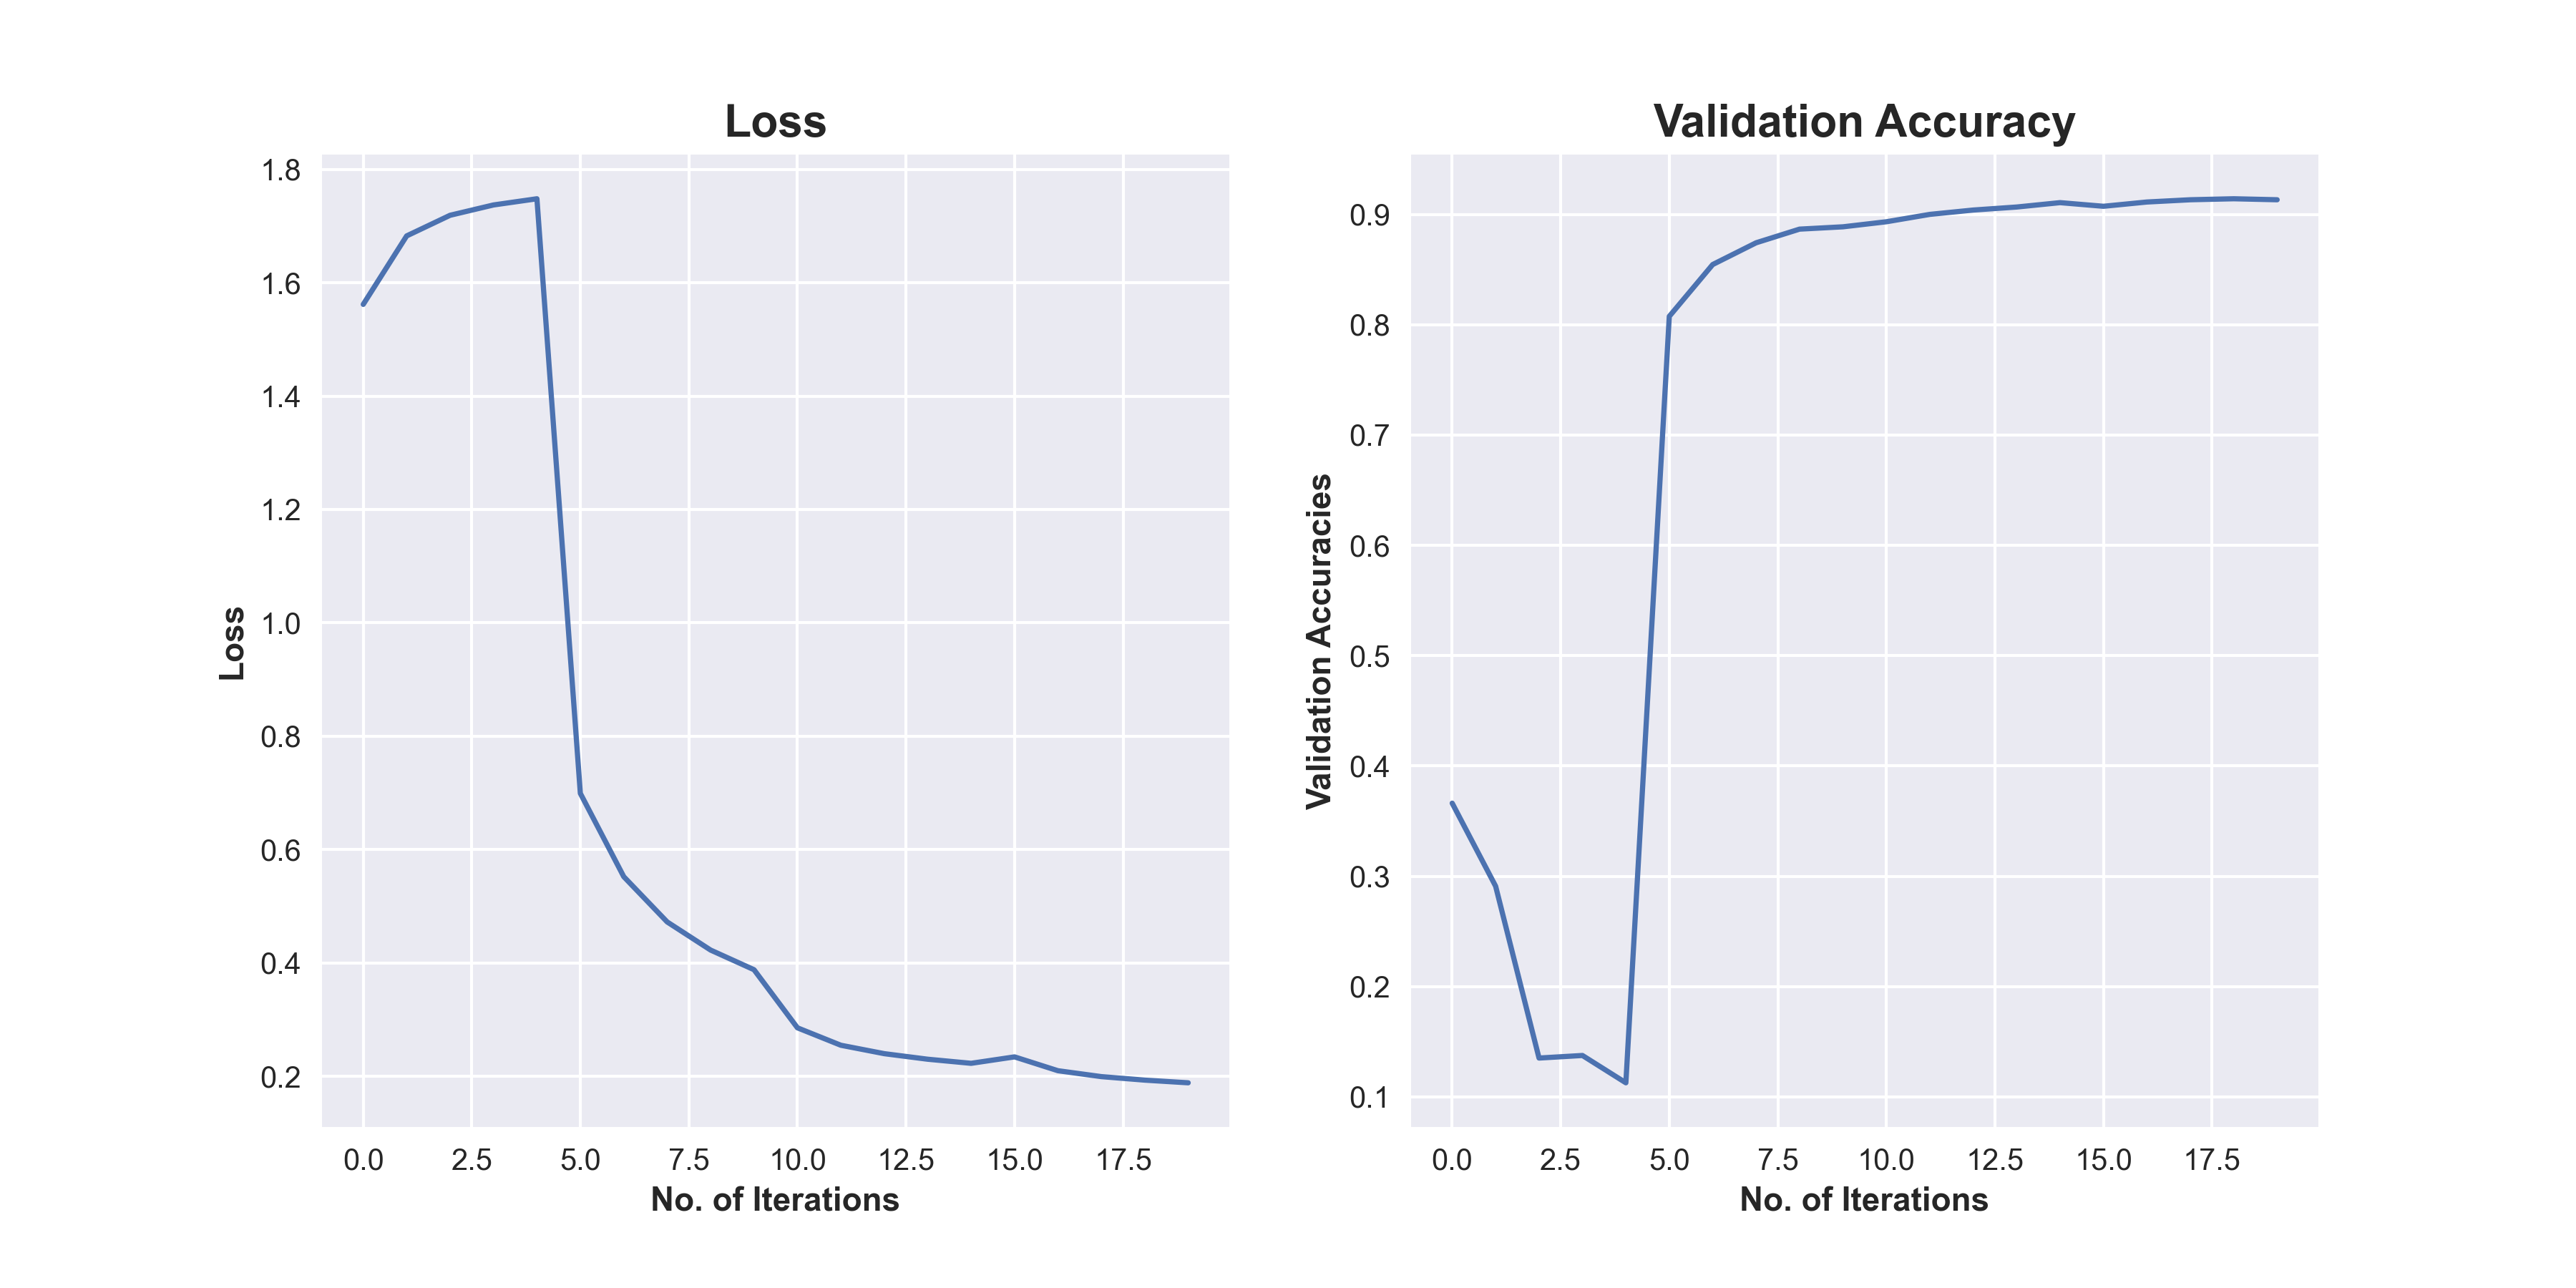 Loss
1.8
1.6
1.4
1.2
1.0
0.8
0.6
0.4
0.2
Loss
0.0 2.5 5.0 7.5 10.0 12.5 15.0 17.5
No. of Iterations
Validation Accuracy
0.9
0.8
0.7
0.6
0.5
0.4
0.3
0.2
0.1
Validation Accuracies
0.0 2.5 5.0 7.5 10.0 12.5 15.0 17.5
No. of Iterations